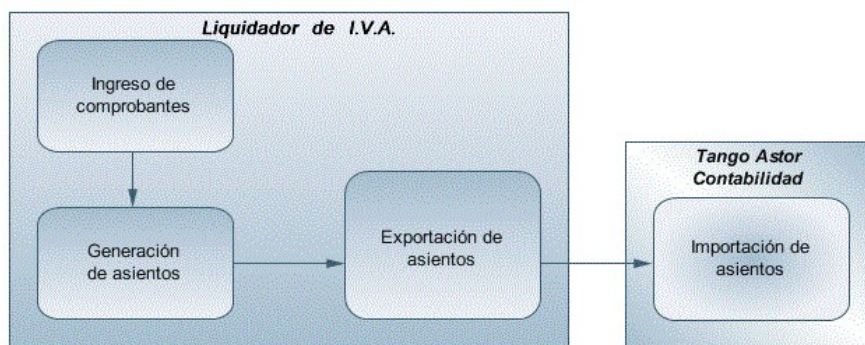 Liquidador de I.V.A.
Ingreso de
comprobantes
Generación
de asientos
Exportación de
asientos
Tango Astor
Contabilidad
Importación de
asientos